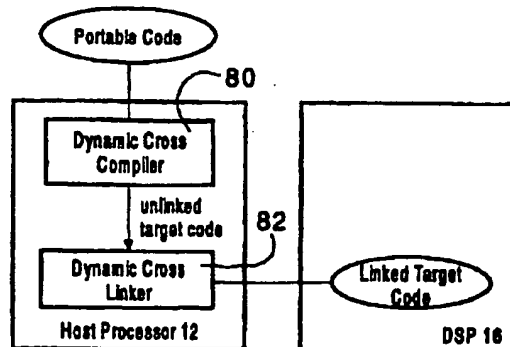 Portable Code
80
Dynamic Cross
Compiler
unlinked
target code
82
Dynamic Cross
Linker
Linked Target
Code
Host Processor 12
DSP 16